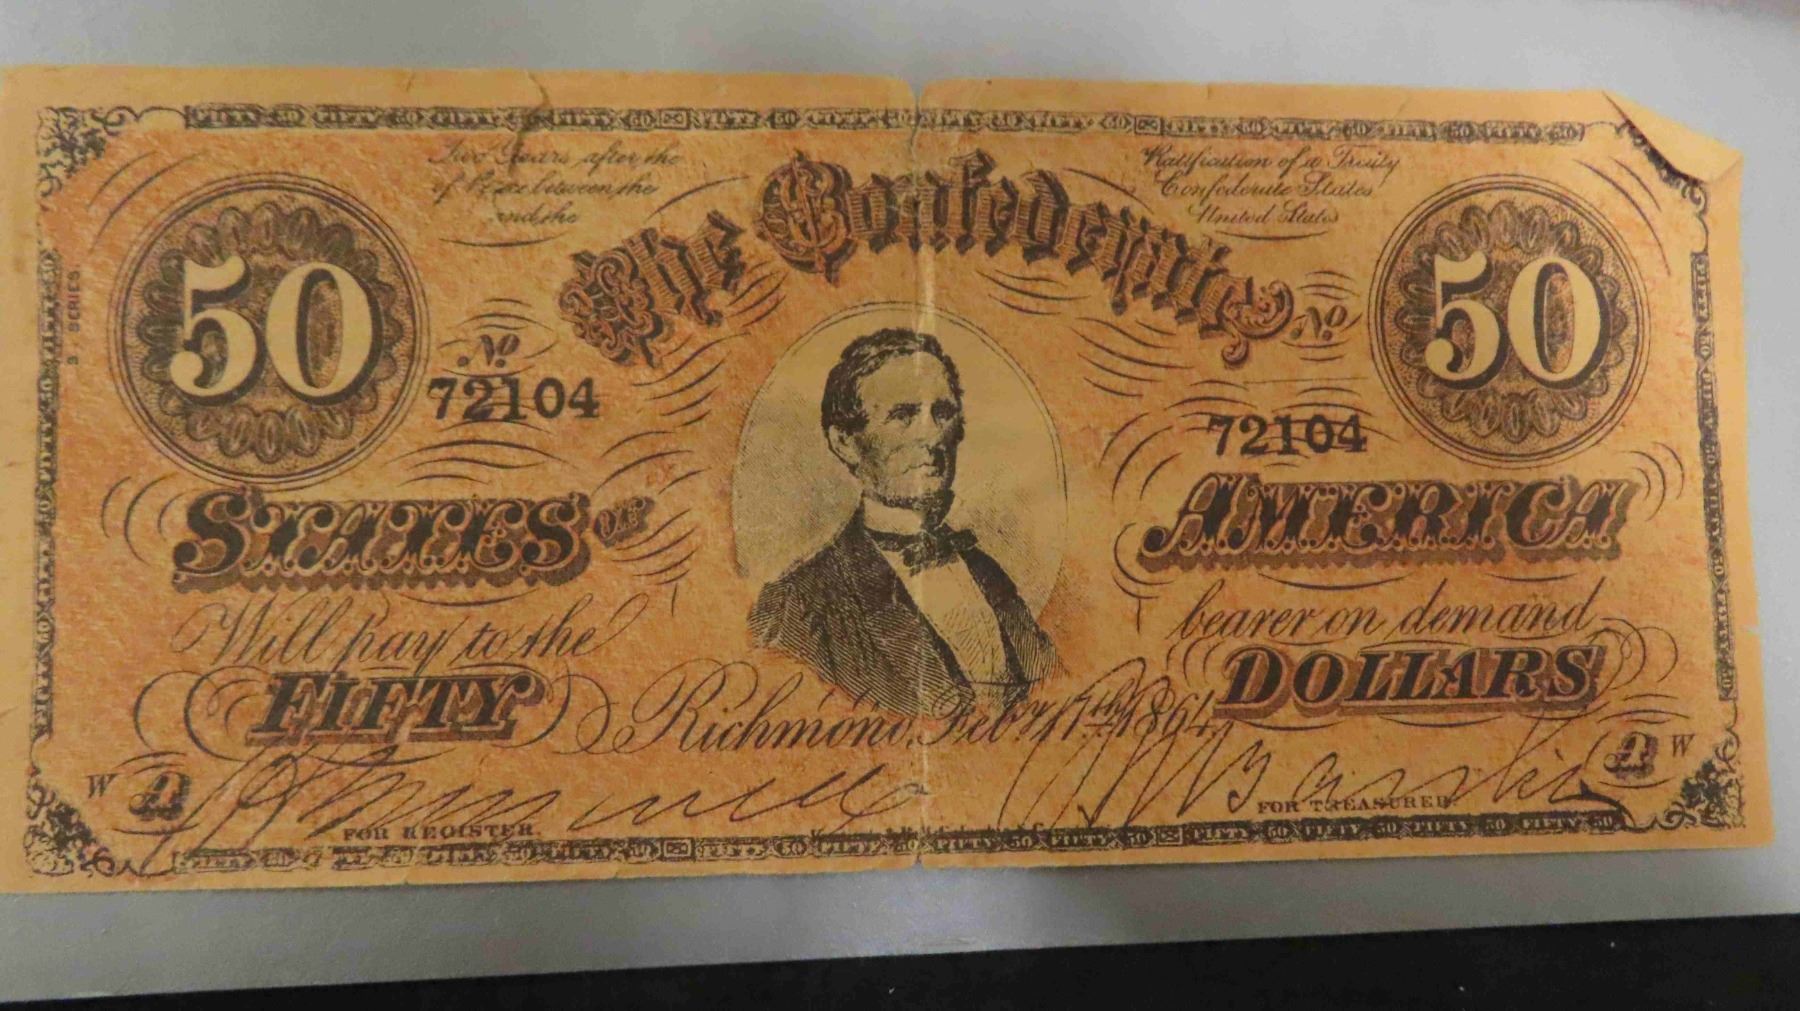 Two Years after the Ratification of a Treaty
of Peace between the Confederate States
and the United States
The Confederate
50
50
Nº
72104
Nº
72104
3 SERIES
STATES OF AMERICA
Will pay to the bearer on demand
FIFTY DOLLARS
Richmond, Feby. 17th 1864.
W A
A W
FOR REGISTER.
FOR TREASURER.